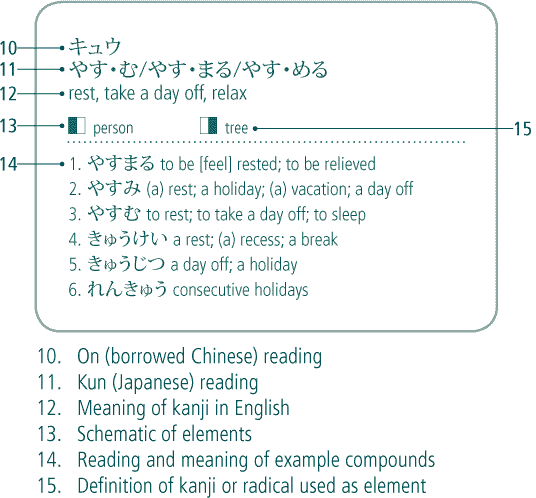 10 キュウ
11 やす・む/やす・まる/やす・める
12 rest, take a day off, relax
13 person tree 15
14 1. やすまる to be [feel] rested; to be relieved
2. やすみ (a) rest; a holiday; (a) vacation; a day off
3. やすむ to rest; to take a day off; to sleep
4. きゅうけい a rest; (a) recess; a break
5. きゅうじつ a day off; a holiday
6. れんきゅう consecutive holidays
10. On (borrowed Chinese) reading
11. Kun (Japanese) reading
12. Meaning of kanji in English
13. Schematic of elements
14. Reading and meaning of example compounds
15. Definition of kanji or radical used as element